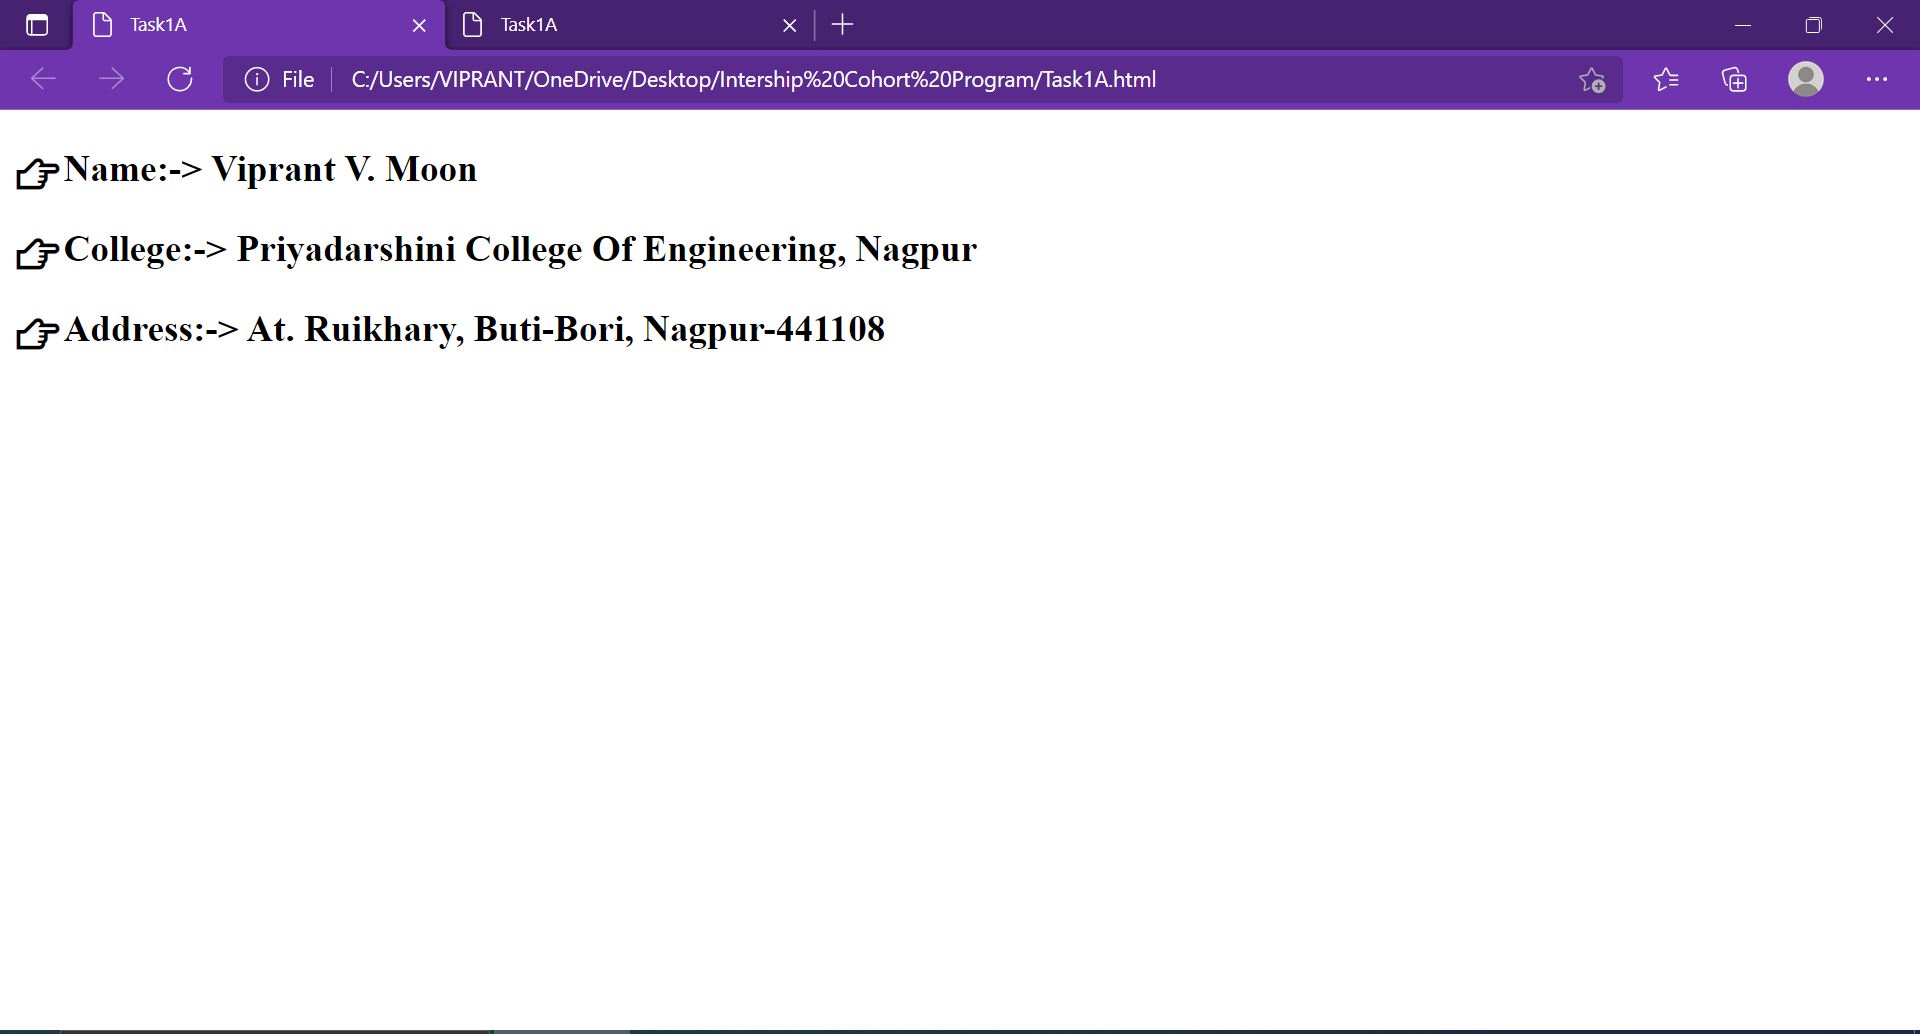 Task1A
Task1A
File
C:/Users/VIPRANT/OneDrive/Desktop/Intership%20Cohort%20Program/Task1A.html
👉Name:-> Viprant V. Moon
👉College:-> Priyadarshini College Of Engineering, Nagpur
👉Address:-> At. Ruikhary, Buti-Bori, Nagpur-441108